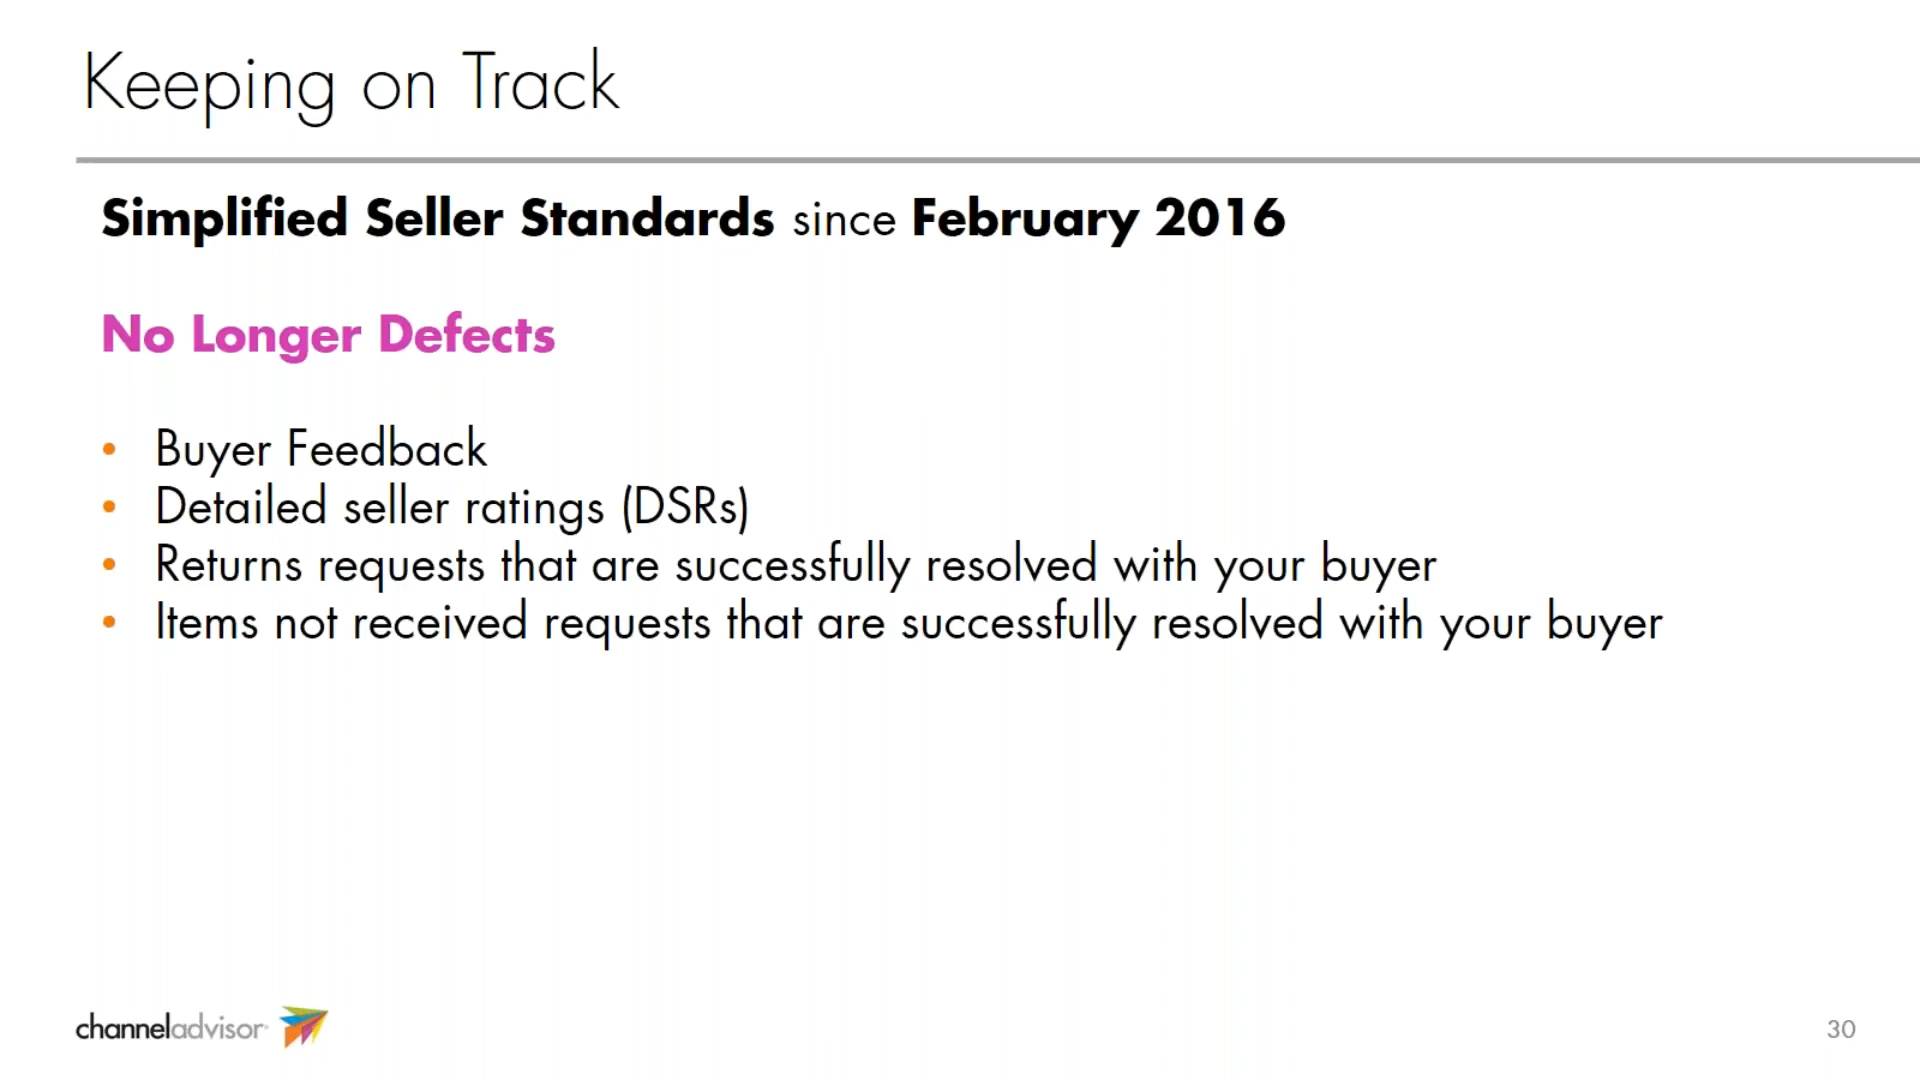 Keeping on Track
Simplified Seller Standards since February 2016
No Longer Defects
• Buyer Feedback
• Detailed seller ratings (DSRs)
• Returns requests that are successfully resolved with your buyer
• Items not received requests that are successfully resolved with your buyer
channeladvisor
30